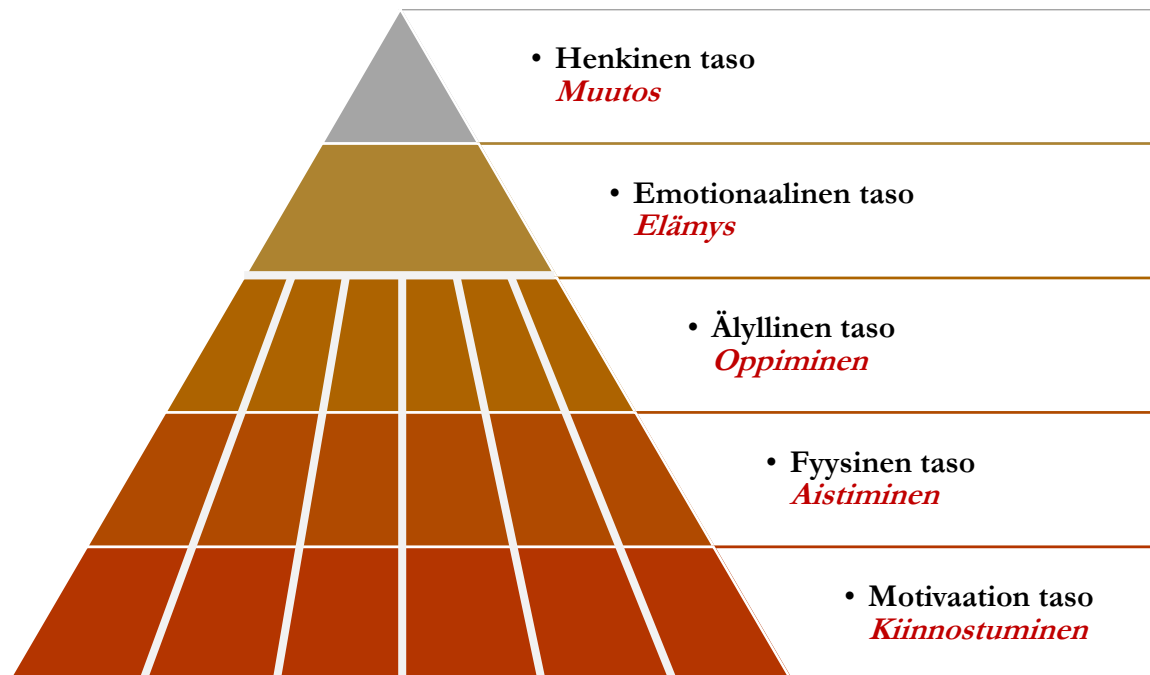 • Henkinen taso
Muutos
• Emotionaalinen taso
Elämys
• Älyllinen taso
Oppiminen
• Fyysinen taso
Aistiminen
• Motivaation taso
Kiinnostuminen